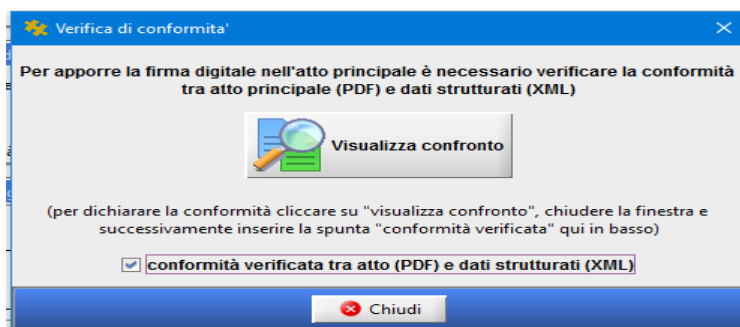 Verifica di conformita'
Per apporre la firma digitale nell'atto principale è necessario verificare la conformità
tra atto principale (PDF) e dati strutturati (XML)
Visualizza confronto
(per dichiarare la conformità cliccare su "visualizza confronto", chiudere la finestra e
successivamente inserire la spunta "conformità verificata" qui in basso)
conformità verificata tra atto (PDF) e dati strutturati (XML)
Chiudi